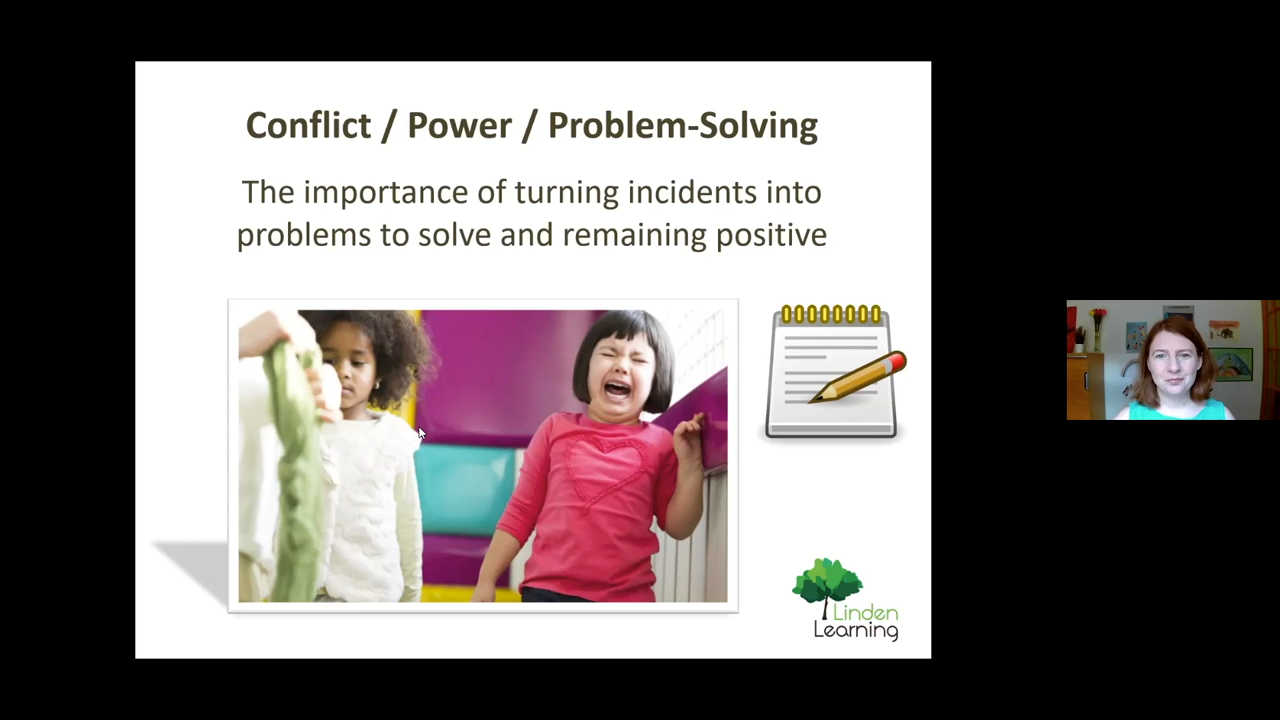 Conflict / Power / Problem-Solving
The importance of turning incidents into
problems to solve and remaining positive
Linden
Learning